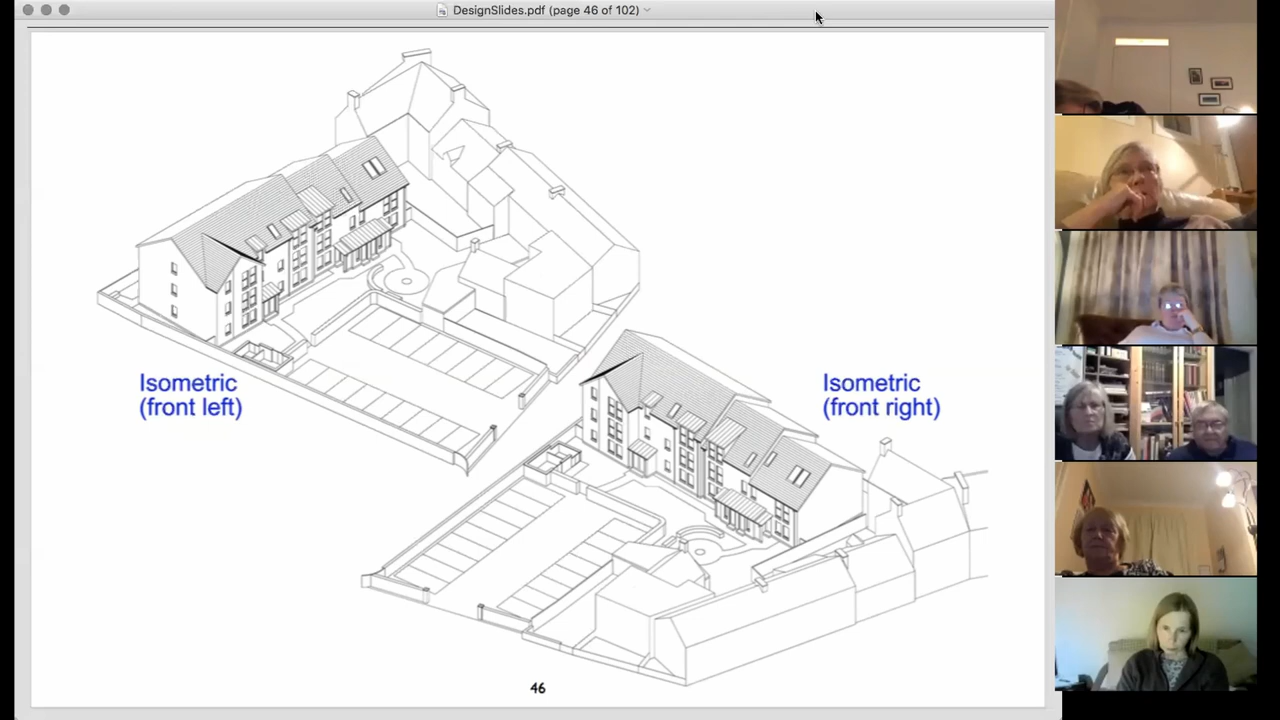 DesignSlides.pdf (page 46 of 102)
Isometric
(front left)
Isometric
(front right)
46